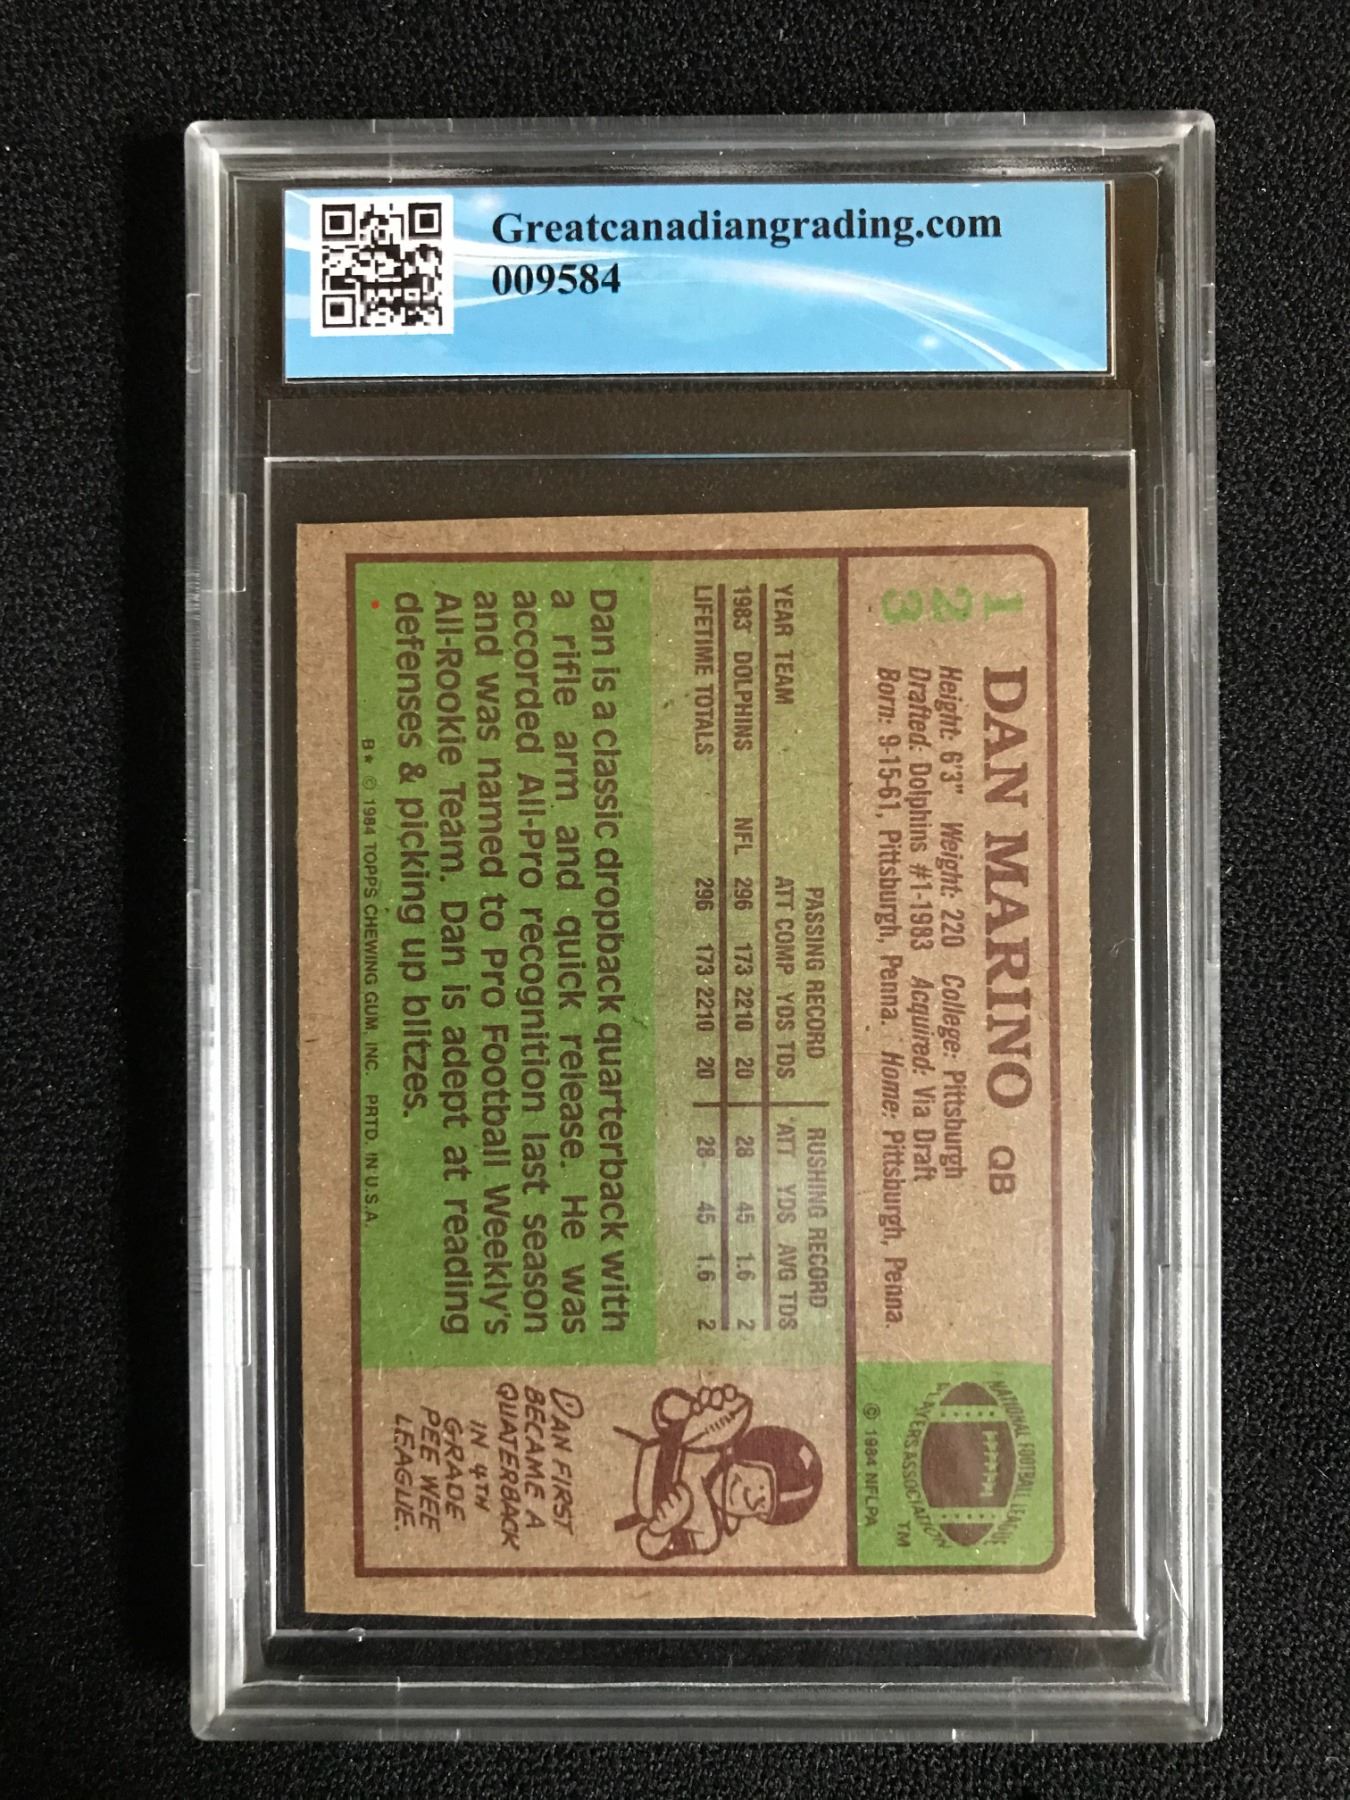 Greatcanadiangrading.com
009584
1
2
3
DAN MARINO QB
Height: 6'3" Weight: 220 College: Pittsburgh
Drafted: Dolphins #1-1983 Acquired: Via Draft
Born: 9-15-61, Pittsburgh, Penna. Home: Pittsburgh, Penna.
NATIONAL FOOTBALL LEAGUE
PLAYERS ASSOCIATION
TM
© 1984 NFLPA
PASSING RECORD RUSHING RECORD
YEAR TEAM ATT COMP YDS TDS ATT YDS AVG TDS
1983 DOLPHINS NFL 296 173 2210 20 28 45 1.6 2
LIFETIME TOTALS 296 173 2210 20 28 45 1.6 2
Dan is a classic dropback quarterback with
a rifle arm and quick release. He was
accorded All-Pro recognition last season
and was named to Pro Football Weekly's
All-Rookie Team. Dan is adept at reading
defenses & picking up blitzes.
B* © 1984 TOPPS CHEWING GUM, INC. PRTD. IN U.S.A.
DAN FIRST
BECAME A
QUATERBACK
IN 4TH
GRADE
PEE WEE
LEAGUE.